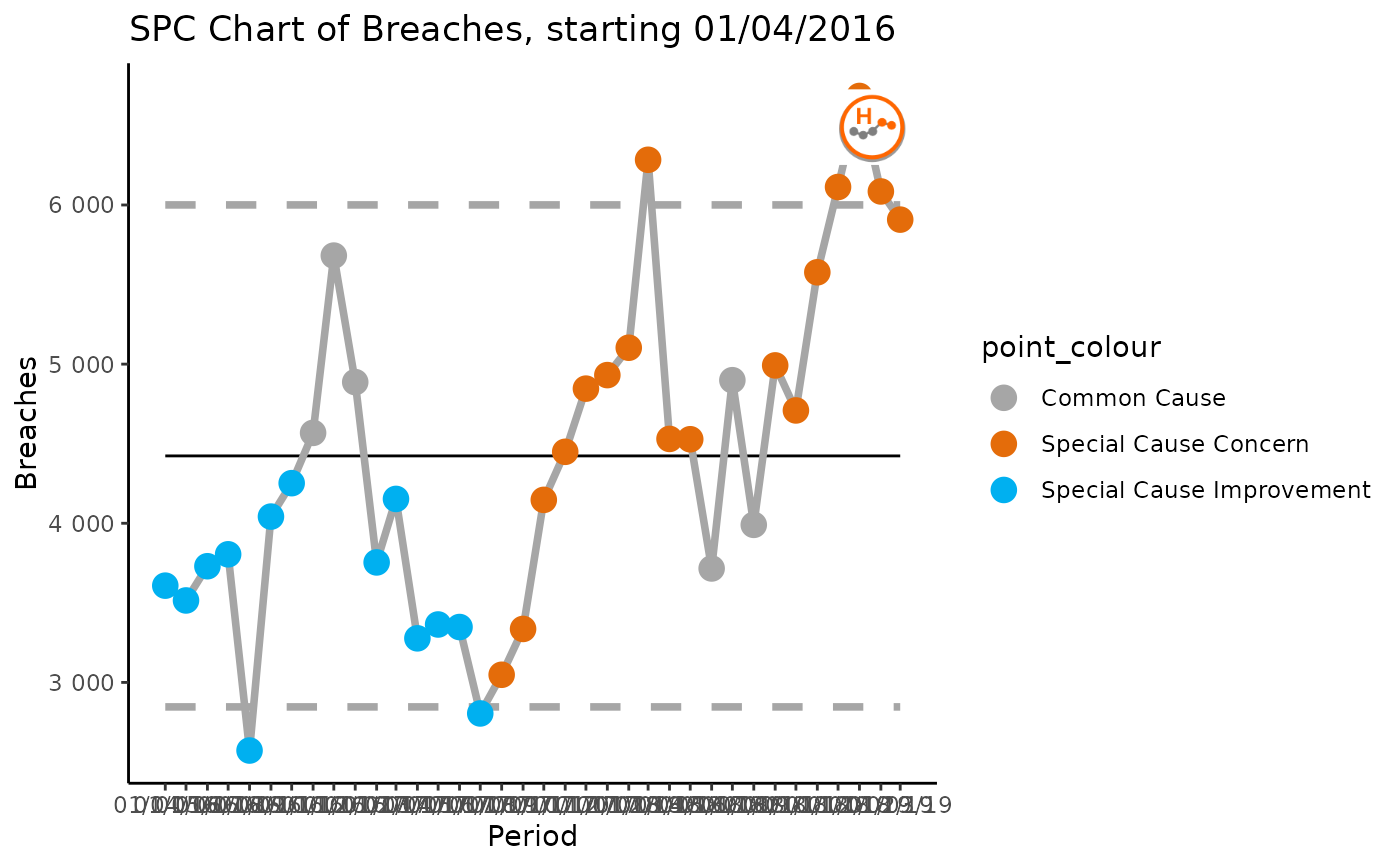 SPC Chart of Breaches, starting 01/04/2016
H
6 000
5 000
4 000
3 000
Breaches
Period
point_colour
Common Cause
Special Cause Concern
Special Cause Improvement